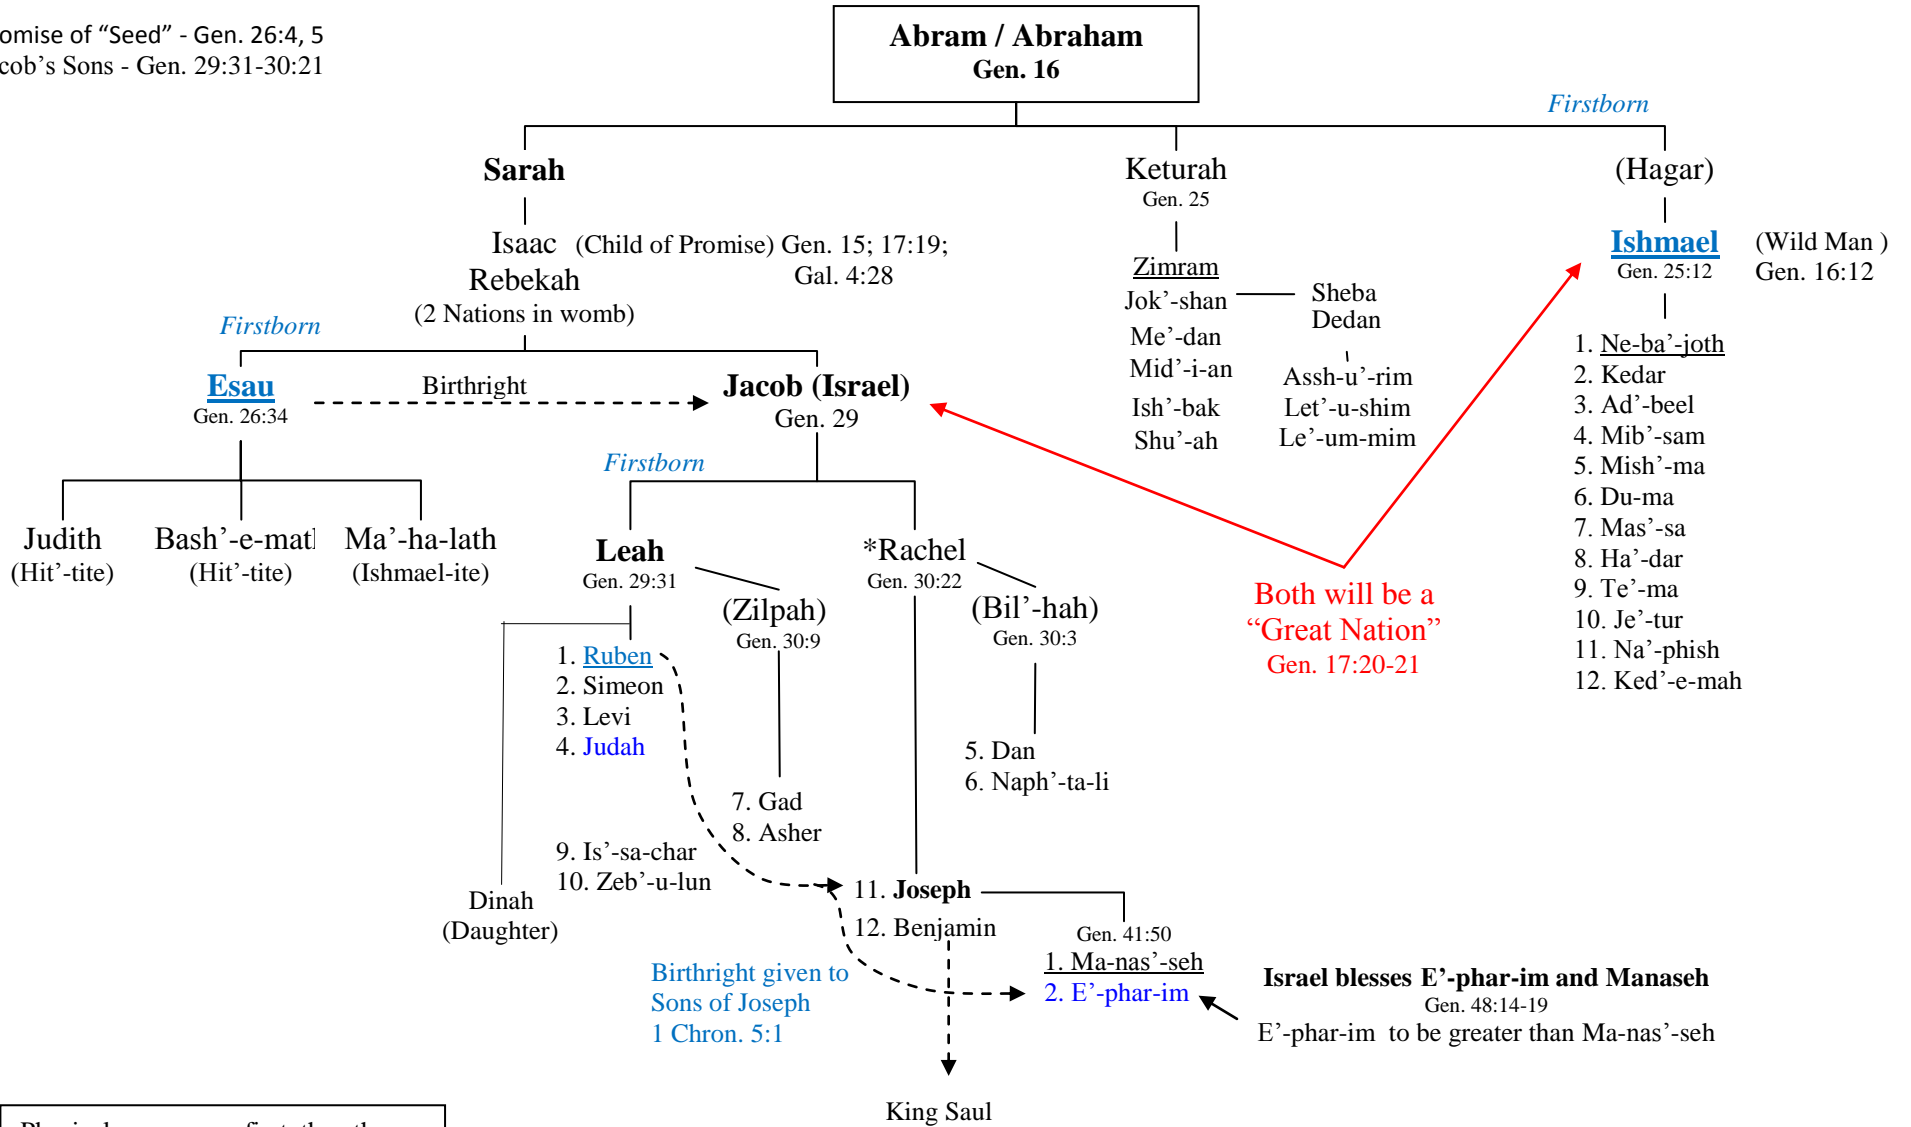 omise of “Seed” - Gen. 26:4, 5
cob’s Sons - Gen. 29:31-30:21
Abram / Abraham
Gen. 16
Firstborn
Sarah
Keturah
Gen. 25
(Hagar)
Isaac (Child of Promise) Gen. 15; 17:19;
Gal. 4:28
Rebekah
(2 Nations in womb)
Ishmael
Gen. 25:12
(Wild Man )
Gen. 16:12
Zimram
Jok’-shan
Me’-dan
Mid’-i-an
Ish’-bak
Shu’-ah
Sheba
Dedan
Assh-u’-rim
Let’-u-shim
Le’-um-mim
1. Ne-ba’-joth
2. Kedar
3. Ad’-beel
4. Mib’-sam
5. Mish’-ma
6. Du-ma
7. Mas’-sa
8. Ha’-dar
9. Te’-ma
10. Je’-tur
11. Na’-phish
12. Ked’-e-mah
Firstborn
Esau
Gen. 26:34
Birthright
Jacob (Israel)
Gen. 29
Firstborn
Judith
(Hit’-tite)
Bash’-e-mat
(Hit’-tite)
Ma’-ha-lath
(Ishmael-ite)
Leah
Gen. 29:31
(Zilpah)
Gen. 30:9
*Rachel
Gen. 30:22
(Bil’-hah)
Gen. 30:3
Both will be a
“Great Nation”
Gen. 17:20-21
1. Ruben
2. Simeon
3. Levi
4. Judah
5. Dan
6. Naph’-ta-li
7. Gad
8. Asher
9. Is’-sa-char
10. Zeb’-u-lun
Dinah
(Daughter)
11. Joseph
12. Benjamin
Gen. 41:50
1. Ma-nas’-seh
2. E’-phar-im
Birthright given to
Sons of Joseph
1 Chron. 5:1
Israel blesses E’-phar-im and Manaseh
Gen. 48:14-19
E’-phar-im to be greater than Ma-nas’-seh
King Saul